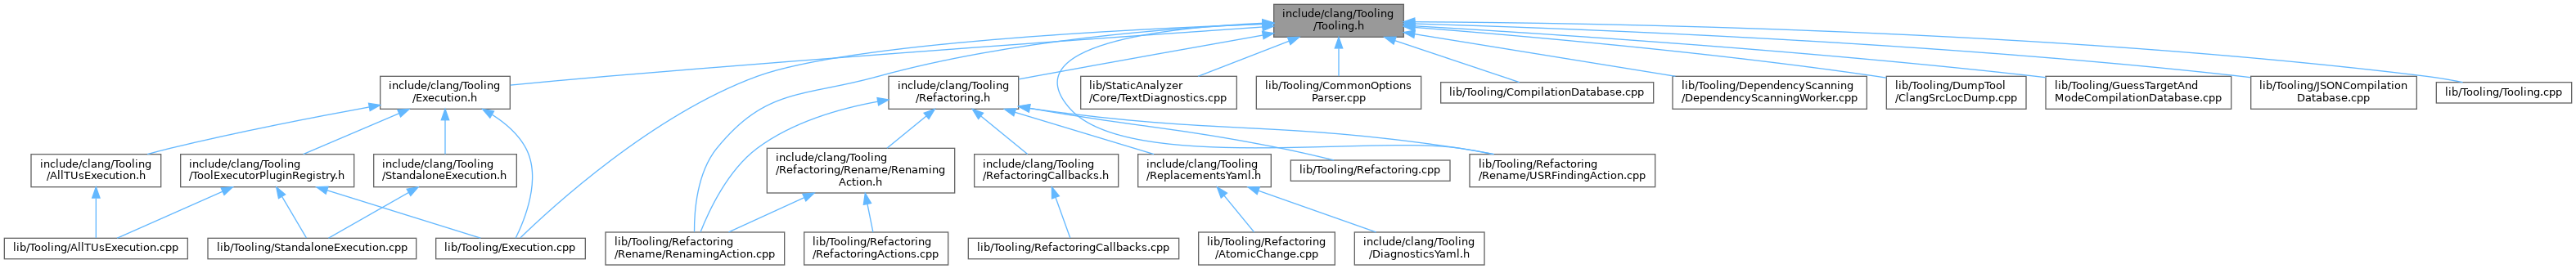 include/clang/Tooling
/Tooling.h
include/clang/Tooling
/Execution.h
include/clang/Tooling
/Refactoring.h
lib/StaticAnalyzer
/Core/TextDiagnostics.cpp
lib/Tooling/CommonOptions
Parser.cpp
lib/Tooling/CompilationDatabase.cpp
lib/Tooling/DependencyScanning
/DependencyScanningWorker.cpp
lib/Tooling/DumpTool
/ClangSrcLocDump.cpp
lib/Tooling/GuessTargetAnd
ModeCompilationDatabase.cpp
lib/Tooling/JSONCompilation
Database.cpp
lib/Tooling/Tooling.cpp
include/clang/Tooling
/AllTUsExecution.h
include/clang/Tooling
/ToolExecutorPluginRegistry.h
include/clang/Tooling
/StandaloneExecution.h
include/clang/Tooling
/Refactoring/Rename/Renaming
Action.h
include/clang/Tooling
/RefactoringCallbacks.h
include/clang/Tooling
/ReplacementsYaml.h
lib/Tooling/Refactoring.cpp
lib/Tooling/Refactoring
/Rename/USRFindingAction.cpp
lib/Tooling/AllTUsExecution.cpp
lib/Tooling/StandaloneExecution.cpp
lib/Tooling/Execution.cpp
lib/Tooling/Refactoring
/Rename/RenamingAction.cpp
lib/Tooling/Refactoring
/RefactoringActions.cpp
lib/Tooling/RefactoringCallbacks.cpp
lib/Tooling/Refactoring
/AtomicChange.cpp
include/clang/Tooling
/DiagnosticsYaml.h